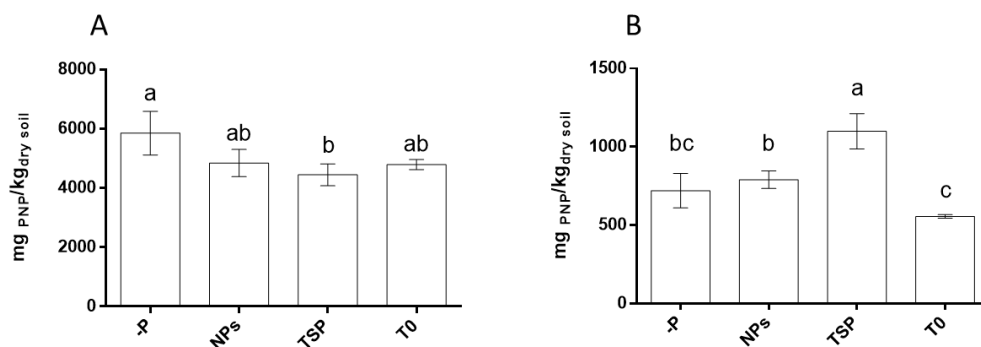 A
mg PNP/kgdry soil
8000
6000
4000
2000
0
a
ab
b
ab
-P
NPs
TSP
T0
B
mg PNP/kgdry soil
1500
1000
500
0
bc
b
a
c
-P
NPs
TSP
T0